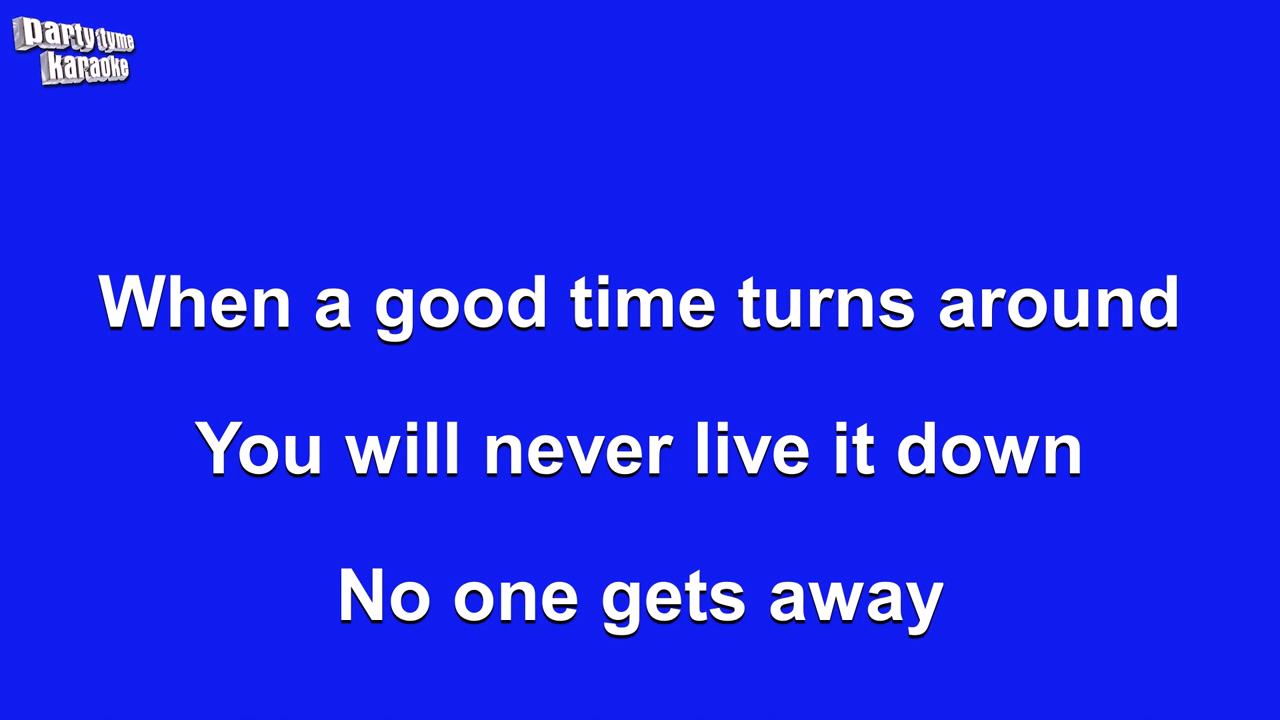 party tyme
karaoke
When a good time turns around
You will never live it down
No one gets away